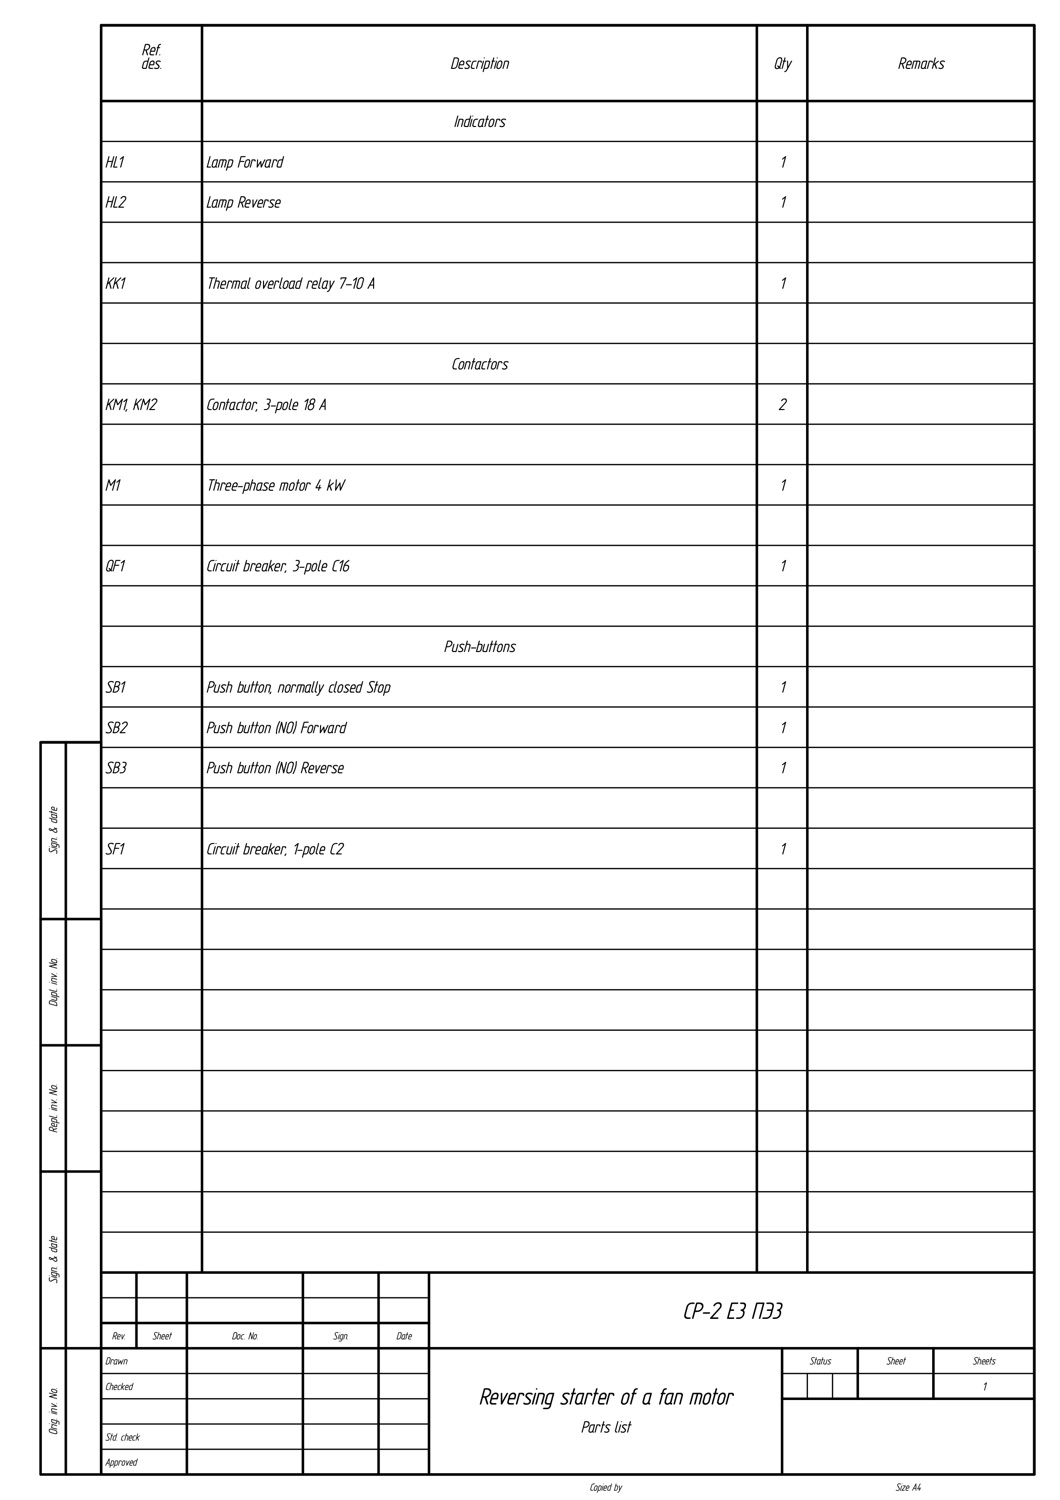 Ref.
des.
Description
Qty
Remarks
Indicators
HL1 Lamp Forward 1
HL2 Lamp Reverse 1
KK1 Thermal overload relay 7-10 A 1
Contactors
KM1, KM2 Contactor, 3-pole 18 A 2
M1 Three-phase motor 4 kW 1
QF1 Circuit breaker, 3-pole C16 1
Push-buttons
SB1 Push button, normally closed Stop 1
SB2 Push button (NO) Forward 1
SB3 Push button (NO) Reverse 1
SF1 Circuit breaker, 1-pole C2 1
Sign. & date
Dupl. inv. No.
Repl. inv. No.
Sign. & date
Orig. inv. No.
CP-2 E3 ПЭ3
Rev. Sheet Doc. No. Sign. Date
Drawn
Checked
Std. check
Approved
Reversing starter of a fan motor
Parts list
Status Sheet Sheets
1
Copied by
Size A4